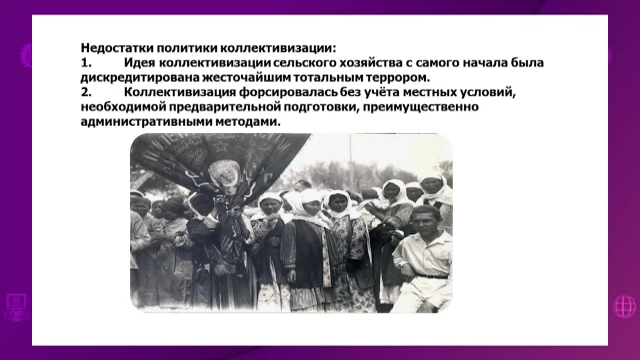 Недостатки политики коллективизации:
1. Идея коллективизации сельского хозяйства с самого начала была
дискредитирована жесточайшим тотальным террором.
2. Коллективизация форсировалась без учёта местных условий,
необходимой предварительной подготовки, преимущественно
административными методами.